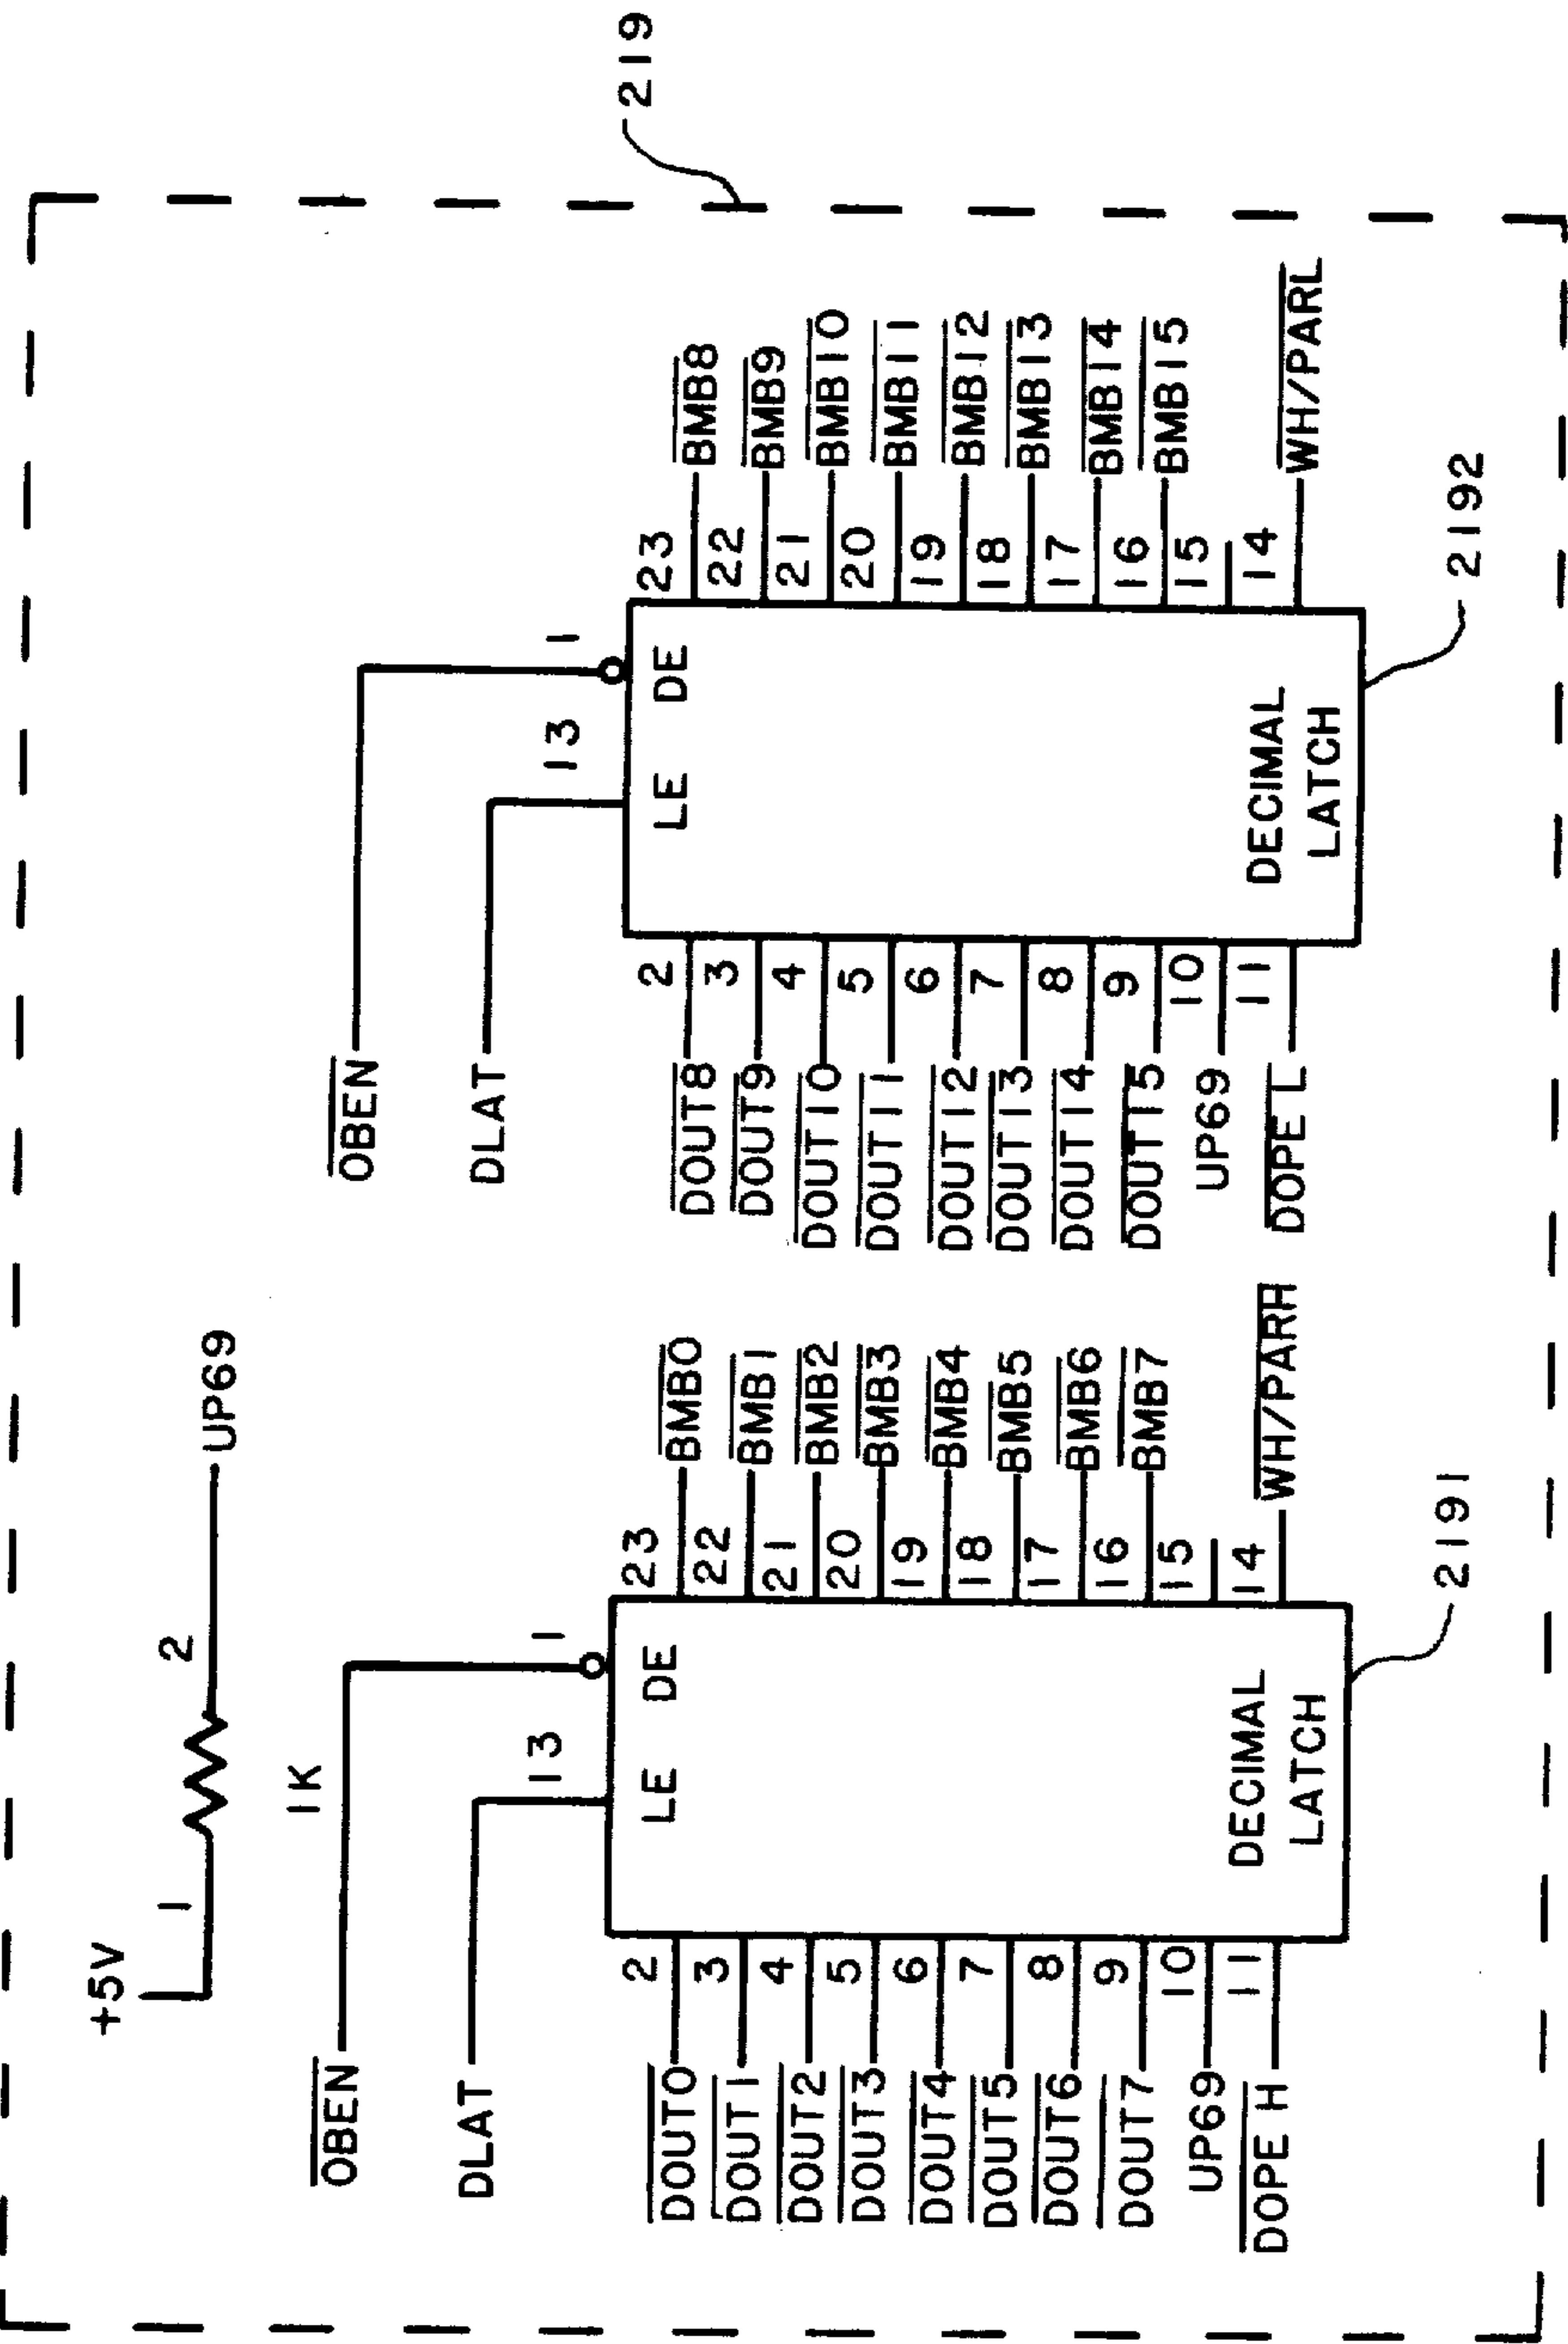 +5V
1
2
UP69
1K
OBEN
DLAT
13
1
LE
DE
DOUT0 2
DOUT1 3
DOUT2 4
DOUT3 5
DOUT4 6
DOUT5 7
DOUT6 8
DOUT7 9
UP69 10
DOPE H 11
23 BMB0
22 BMB1
21 BMB2
20 BMB3
19 BMB4
18 BMB5
17 BMB6
16 BMB7
15
14 WH/PARH
DECIMAL
LATCH
2191
OBEN
DLAT
13
1
LE
DE
DOUT8 2
DOUT9 3
DOUT10 4
DOUT11 5
DOUT12 6
DOUT13 7
DOUT14 8
DOUT15 9
UP69 10
DOPE L 11
23 BMB8
22 BMB9
21 BMB10
20 BMB11
19 BMB12
18 BMB13
17 BMB14
16 BMB15
15
14 WH/PARL
DECIMAL
LATCH
2192
219